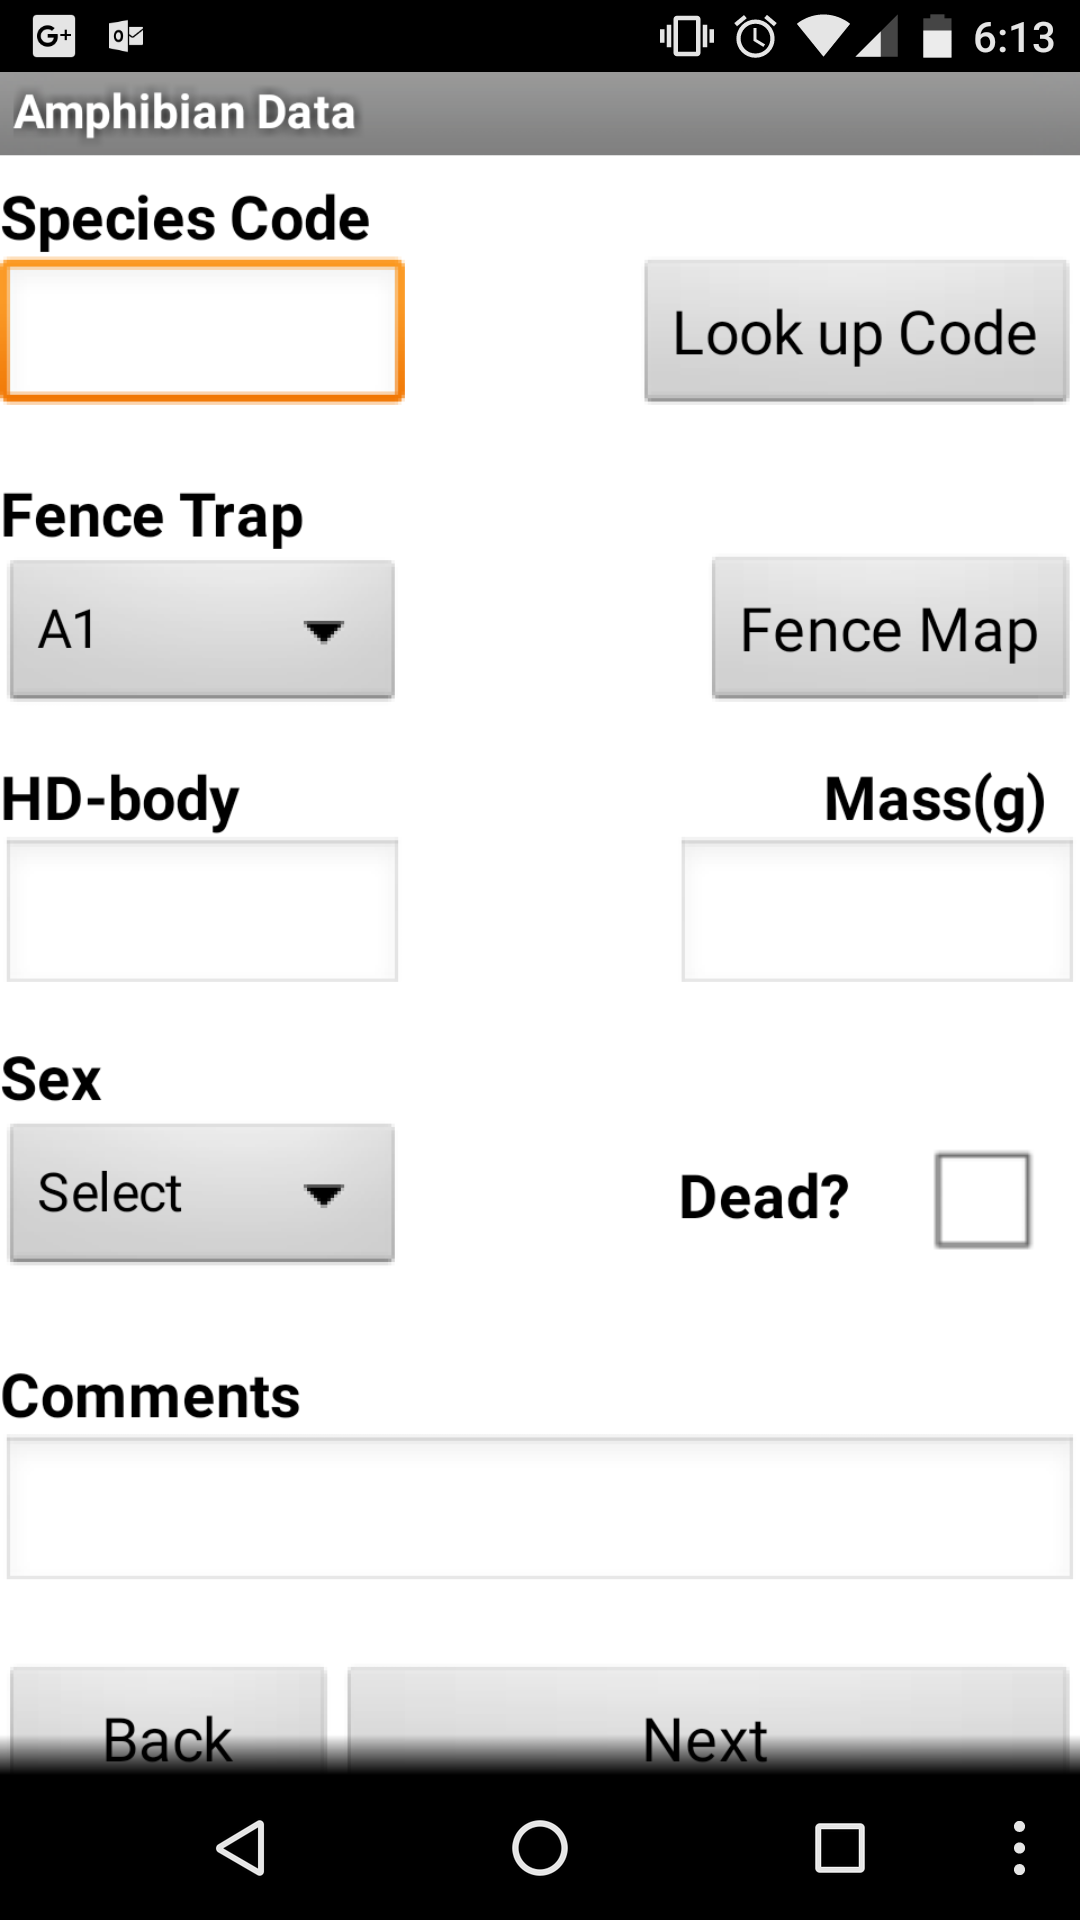 G+ 6:13
Amphibian Data
Species Code
Look up Code
Fence Trap
A1 Fence Map
HD-body Mass(g)
Sex
Select Dead?
Comments
Back Next